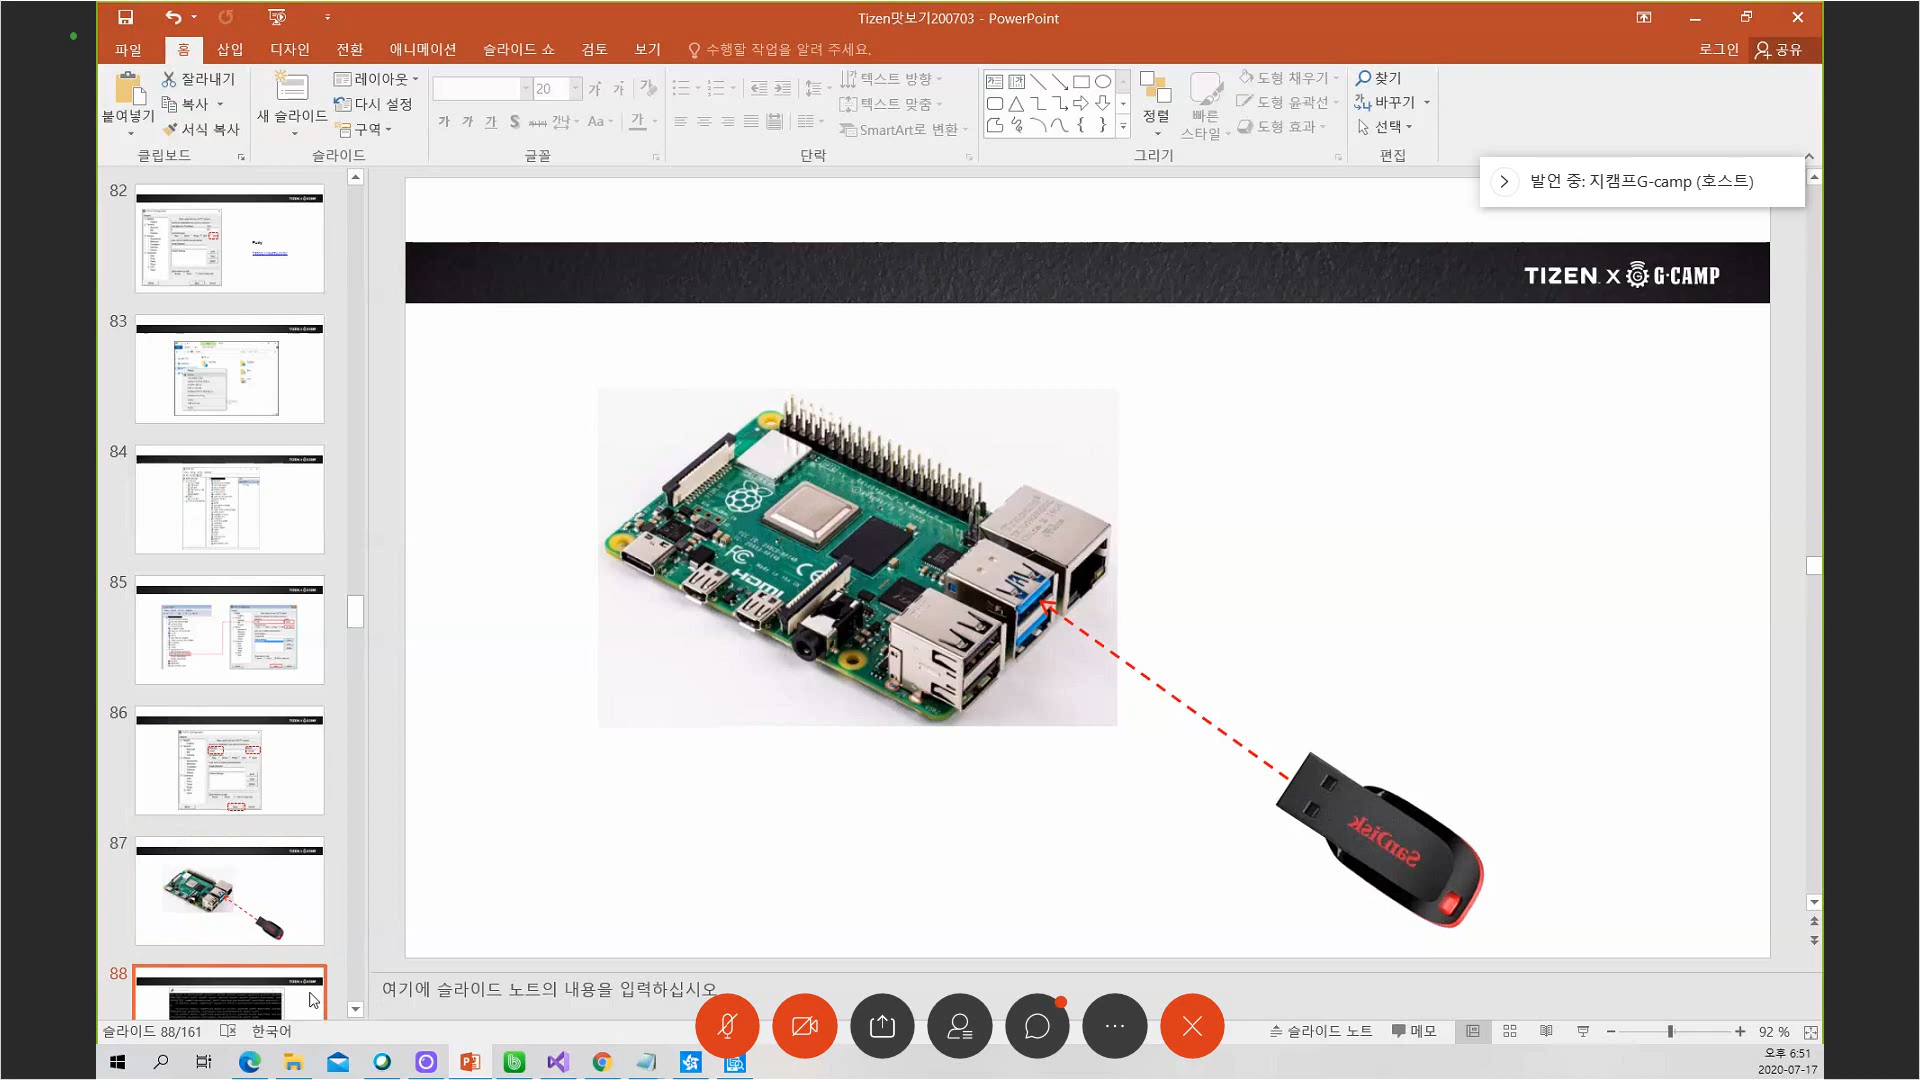 Tizen맛보기200703 - PowerPoint
파일 홈 삽입 디자인 전환 애니메이션 슬라이드 쇼 검토 보기 수행할 작업을 알려 주세요. 로그인 공유
붙여넣기 잘라내기 복사 서식 복사
새 슬라이드 레이아웃 다시 설정 구역
20
가 가 가 S abc 가 Aa 가
텍스트 방향 텍스트 맞춤 SmartArt로 변환
정렬 빠른 스타일 도형 채우기 도형 윤곽선 도형 효과
찾기 바꾸기 선택
클립보드 슬라이드 글꼴 단락 그리기 편집
발언 중: 지캠프G-camp (호스트)
82
83
84
85
86
87
88
TIZEN X G·CAMP
FC CE
HDMI
SanDisk
여기에 슬라이드 노트의 내용을 입력하십시오
슬라이드 88/161 한국어 슬라이드 노트 메모 92 %
오후 6:51
2020-07-17